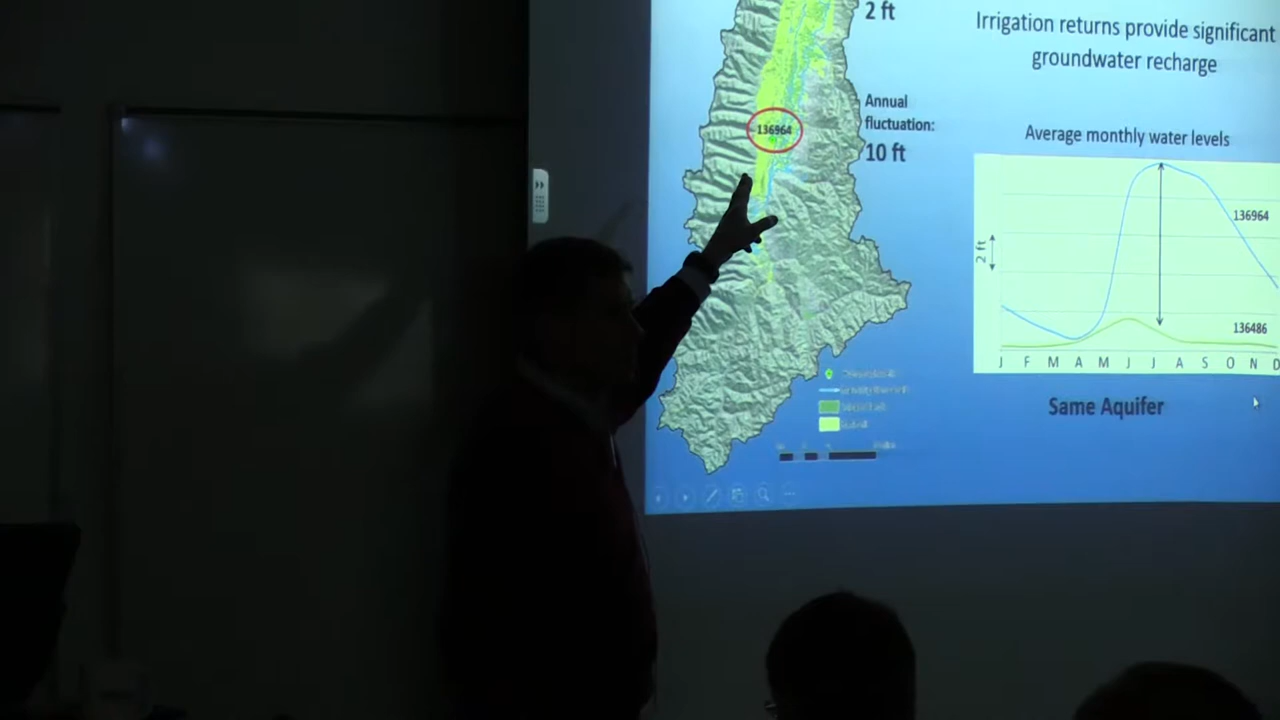 2 ft
Irrigation returns provide significant
groundwater recharge
Annual
fluctuation:
10 ft
136964
Average monthly water levels
2 ft
136964
136486
J F M A M J J A S O N D
Same Aquifer